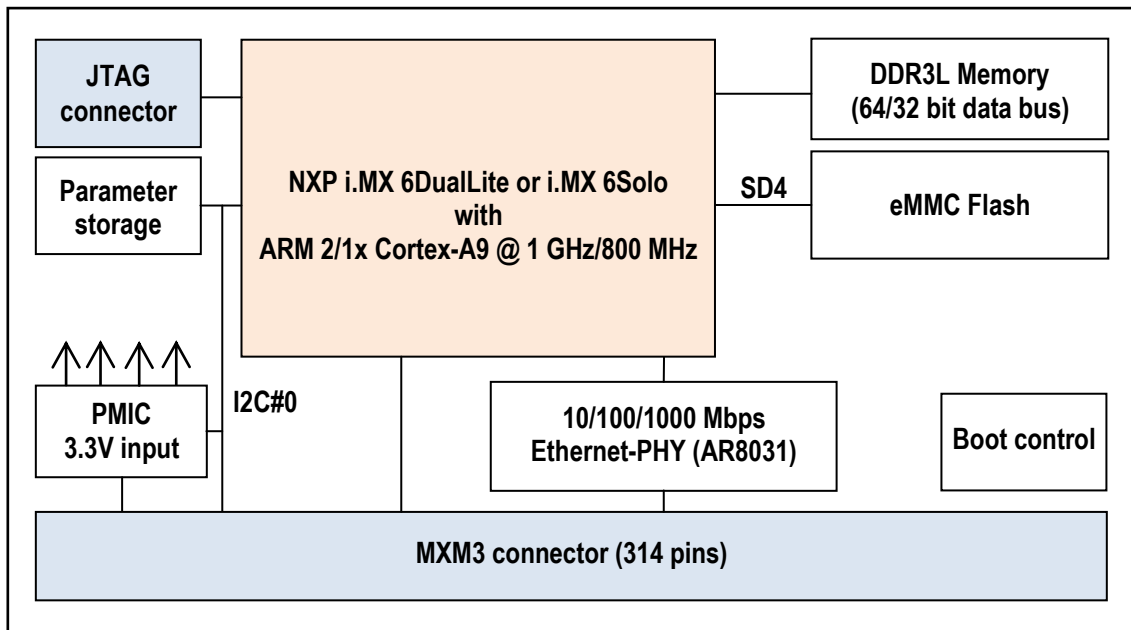 JTAG
connector
NXP i.MX 6DualLite or i.MX 6Solo
with
ARM 2/1x Cortex-A9 @ 1 GHz/800 MHz
DDR3L Memory
(64/32 bit data bus)
Parameter
storage
SD4
eMMC Flash
PMIC
3.3V input
I2C#0
10/100/1000 Mbps
Ethernet-PHY (AR8031)
Boot control
MXM3 connector (314 pins)